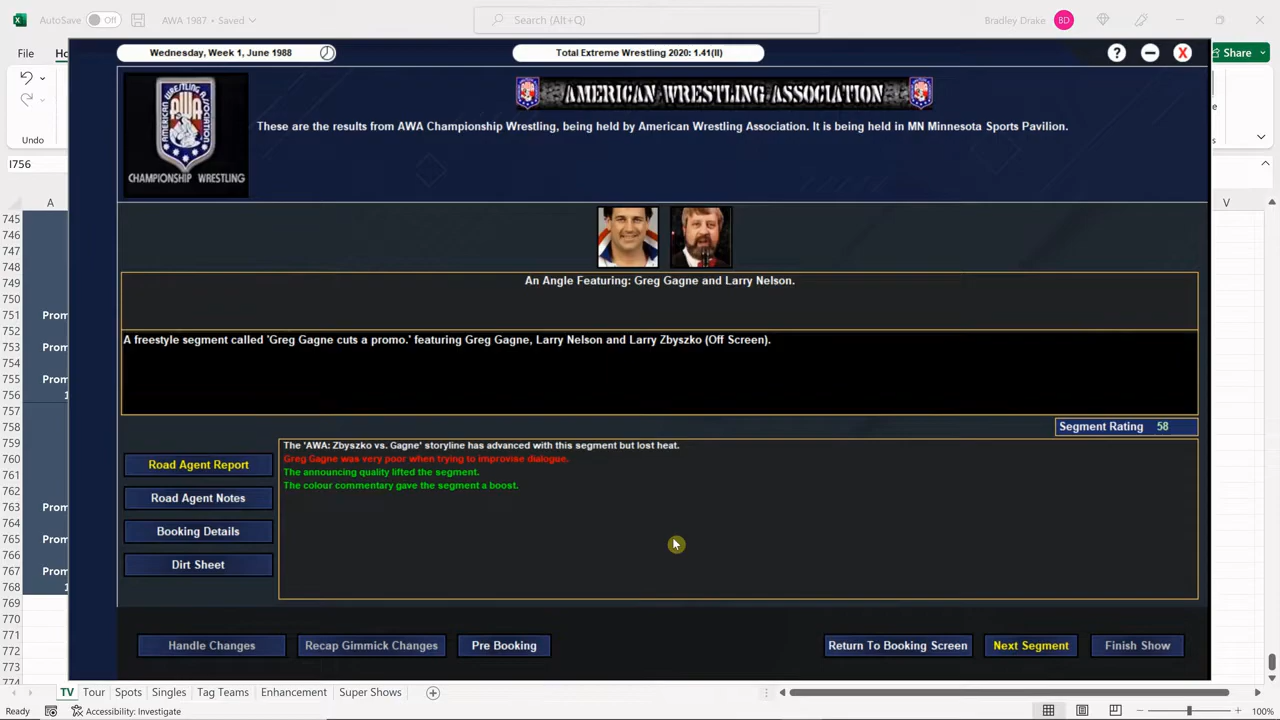 AutoSave Off AWA 1987 • Saved Search (Alt+Q) Bradley Drake BD
File Ho Share
Wednesday, Week 1, June 1988 Total Extreme Wrestling 2020: 1.41(II) ? X
AMERICAN WRESTLING ASSOCIATION
These are the results from AWA Championship Wrestling, being held by American Wrestling Association. It is being held in MN Minnesota Sports Pavilion.
AWA
CHAMPIONSHIP WRESTLING
Undo
I756
A V
745
746
747
748
749
750
751 Prom
752
753 Prom
754
755 Prom
756 1
757
758
759
760
761
762
763 Prom
764
765 Prom
766
767 Prom
768 1
769
770
771
772
773
An Angle Featuring: Greg Gagne and Larry Nelson.
A freestyle segment called 'Greg Gagne cuts a promo.' featuring Greg Gagne, Larry Nelson and Larry Zbyszko (Off Screen).
Segment Rating 58
The 'AWA: Zbyszko vs. Gagne' storyline has advanced with this segment but lost heat.
Greg Gagne was very poor when trying to improvise dialogue.
The announcing quality lifted the segment.
The colour commentary gave the segment a boost.
Road Agent Report
Road Agent Notes
Booking Details
Dirt Sheet
Handle Changes Recap Gimmick Changes Pre Booking Return To Booking Screen Next Segment Finish Show
TV Tour Spots Singles Tag Teams Enhancement Super Shows
Ready Accessibility: Investigate 100%